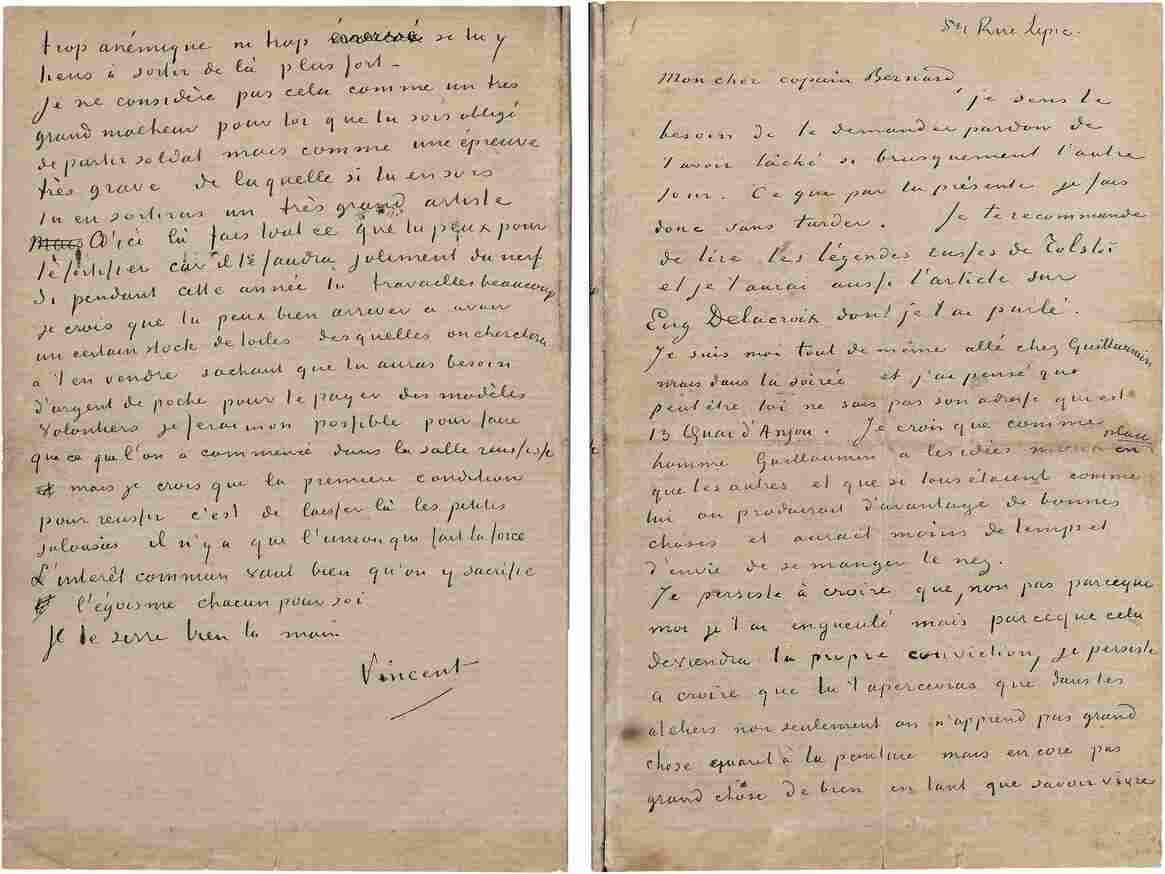 trop anémique ni trop énervé si tu y
tiens à sortir de là plus fort –
Je ne considère pas cela comme un très
grand malheur pour toi que tu sois obligé
de partir soldat mais comme une épreuve
très grave de laquelle si tu en sors
tu en sortiras un très grand artiste
Mais D'ici là fais tout ce que tu peux pour
te fortifier car il te faudra joliment du nerf
Si pendant cette année tu travailles beaucoup
je crois que tu peux bien arriver à avoir
un certain stock de toiles desquelles on cherchera
à t'en vendre sachant que tu auras besoin
d'argent de poche pour te payer des modèles
Volontiers je ferai mon possible pour faire
que ce que l'on a commencé dans la salle reussisse
mais je crois que la première condition
pour reussir c'est de laisser là les petites
jalousies il n'y a que l'union qui fait la force
L'interêt commun vaut bien qu'on y sacrifie
l'égoisme chacun pour soi
Je te serre bien la main
Vincent
54 Rue Lepic.
Mon cher copain Bernard
je sens le
besoin de te demander pardon de
t'avoir lâché si brusquement l'autre
jour. Ce que par la présente je fais
donc sans tarder. Je te recommande
de lire les légendes russes de Tolstoï
et je t'aurai aussi l'article sur
Eug Delacroix dont je t'ai parlé.
Je suis moi tout de même allé chez Guillaumin
mais dans la soirée et j'ai pensé que
peut être toi ne sais pas son adresse qui est
13 Quai d'Anjou. Je crois que comme
homme Guillaumin a les idées mieux en place
que les autres et que si tous étaient comme
lui on produirait d'avantage de bonnes
choses et aurait moins de temps et
d'envie de se manger le nez.
Je persiste à croire que, non pas parceque
moi je t'ai engueulé mais parceque cela
deviendra ta propre conviction, je persiste
a croire que tu t'apercevras que dans les
ateliers non seulement on n'apprend pas grand
chose quant à la peinture mais encore pas
grand chose de bien en tant que savoir vivre